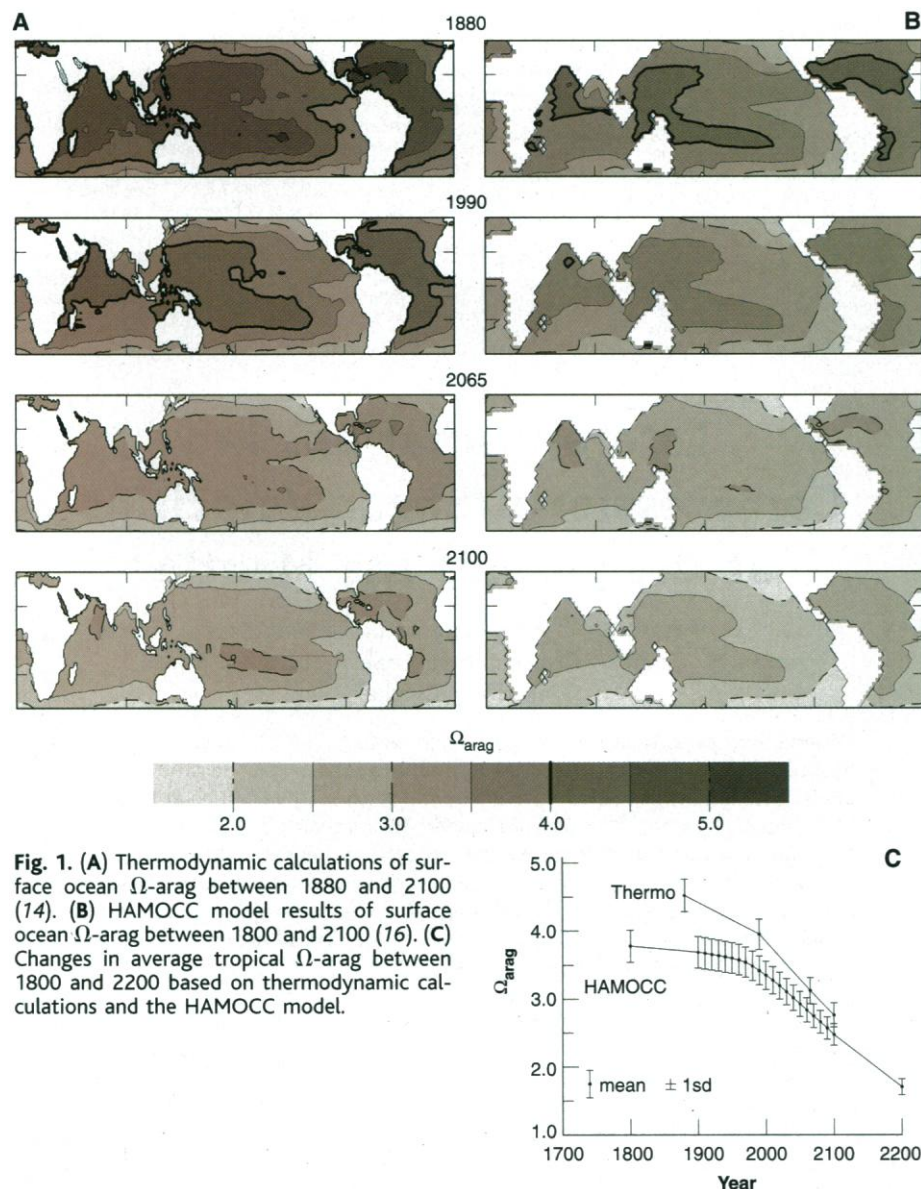 A
1880
B
1990
2065
2100
Ωarag
2.0 3.0 4.0 5.0
Fig. 1. (A) Thermodynamic calculations of sur-
face ocean Ω-arag between 1880 and 2100
(14). (B) HAMOCC model results of surface
ocean Ω-arag between 1800 and 2100 (16). (C)
Changes in average tropical Ω-arag between
1800 and 2200 based on thermodynamic cal-
culations and the HAMOCC model.
C
5.0
Thermo
4.0
Ωarag
3.0
HAMOCC
2.0
mean ± 1sd
1.0
1700 1800 1900 2000 2100 2200
Year